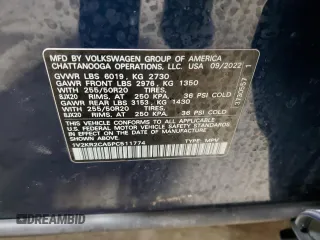 MFD BY VOLKSWAGEN GROUP OF AMERICA
CHATTANOOGA OPERATIONS, LLC. USA 09/2022
GVWR LBS 6019, KG 2730
GAWR FRONT LBS 2976, KG 1350
WITH 255/50R20 TIRES,
8JX20 RIMS, AT 250 KPA, 36 PSI COLD
GAWR REAR LBS 3153, KG 1430
WITH 255/50R20 TIRES,
8JX20 RIMS, AT 250 KPA, 36 PSI COLD
THIS VEHICLE CONFORMS TO ALL APPLICABLE
FEDERAL MOTOR VEHICLE SAFETY AND
THEFT PREVENTION STANDARDS IN EFFECT ON THE
DATE OF MANUFACTURE SHOWN ABOVE.
TYPE: MPV